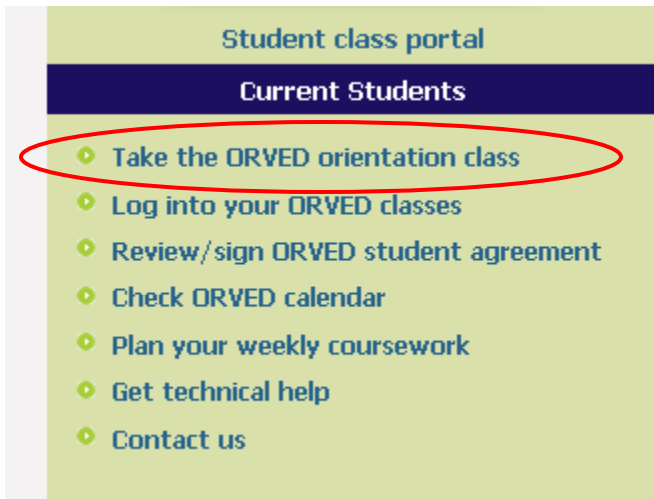 Student class portal
Current Students
Take the ORVED orientation class
Log into your ORVED classes
Review/sign ORVED student agreement
Check ORVED calendar
Plan your weekly coursework
Get technical help
Contact us